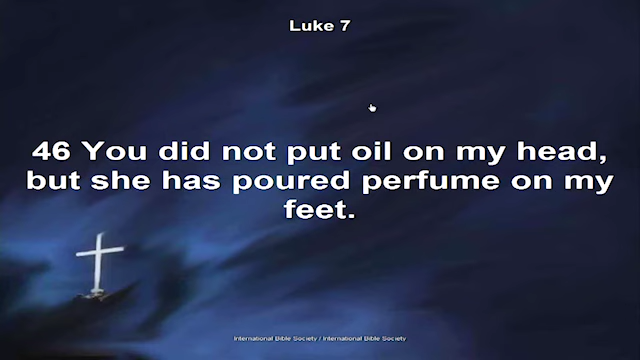 Luke 7
46 You did not put oil on my head,
but she has poured perfume on my
feet.
International Bible Society / International Bible Society